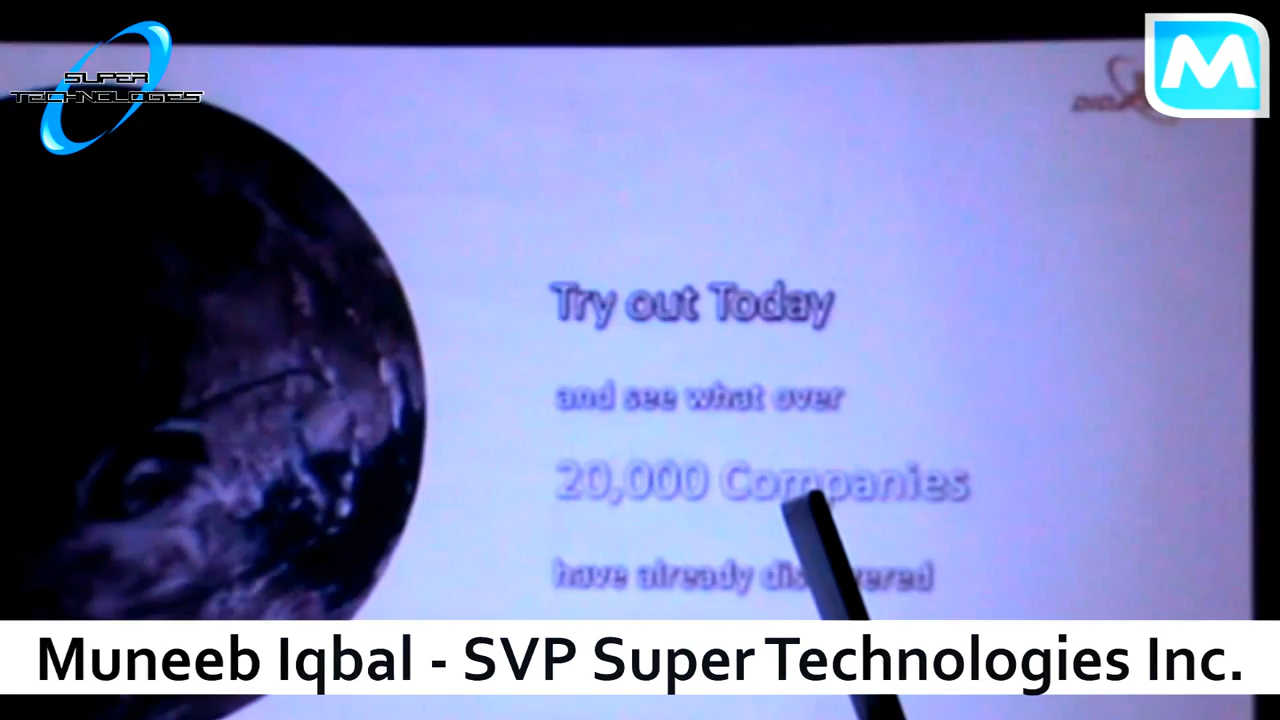 SUPER
TECHNOLOGIES
M
Try out Today
and see what over
20,000 Companies
have already discovered
Muneeb Iqbal - SVP Super Technologies Inc.